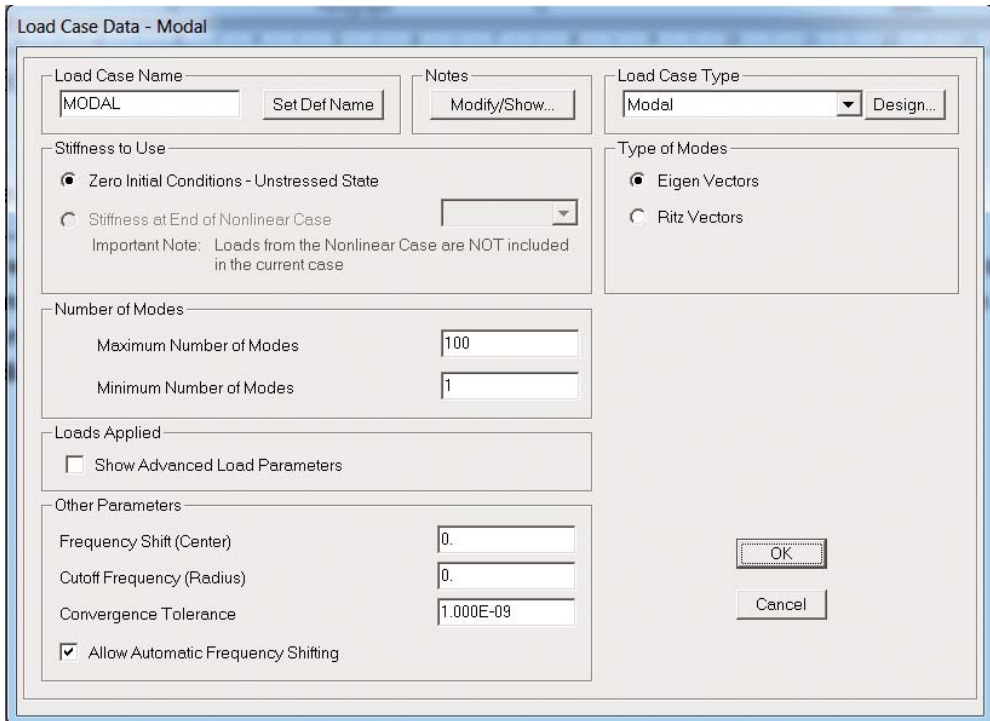 Load Case Data - Modal
Load Case Name
MODAL
Set Def Name
Notes
Modify/Show...
Load Case Type
Modal
Design...
Stiffness to Use
Zero Initial Conditions - Unstressed State
Stiffness at End of Nonlinear Case
Important Note: Loads from the Nonlinear Case are NOT included
in the current case
Type of Modes
Eigen Vectors
Ritz Vectors
Number of Modes
Maximum Number of Modes
100
Minimum Number of Modes
1
Loads Applied
Show Advanced Load Parameters
Other Parameters
Frequency Shift (Center)
0.
Cutoff Frequency (Radius)
0.
Convergence Tolerance
1.000E-09
Allow Automatic Frequency Shifting
OK
Cancel